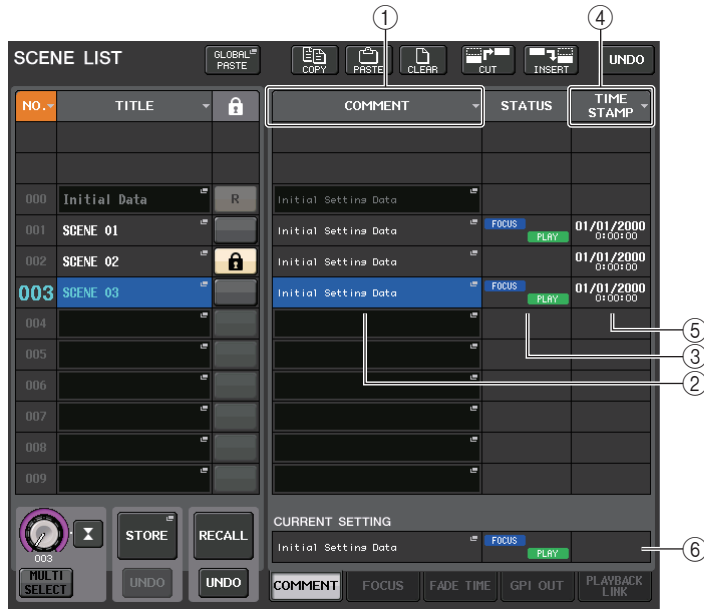 ① ④
SCENE LIST GLOBAL PASTE COPY PASTE CLEAR CUT INSERT UNDO
NO. TITLE COMMENT STATUS TIME STAMP
000 Initial Data R Initial Setting Data
001 SCENE 01 Initial Setting Data FOCUS PLAY 01/01/2000 0:00:00
002 SCENE 02 Initial Setting Data 01/01/2000 0:00:00
003 SCENE 03 Initial Setting Data FOCUS PLAY 01/01/2000 0:00:00
004
⑤
005
③
006
②
007
008
009
CURRENT SETTING
STORE RECALL Initial Setting Data FOCUS PLAY ⑥
003
MULTI SELECT UNDO UNDO COMMENT FOCUS FADE TIME GPI OUT PLAYBACK LINK